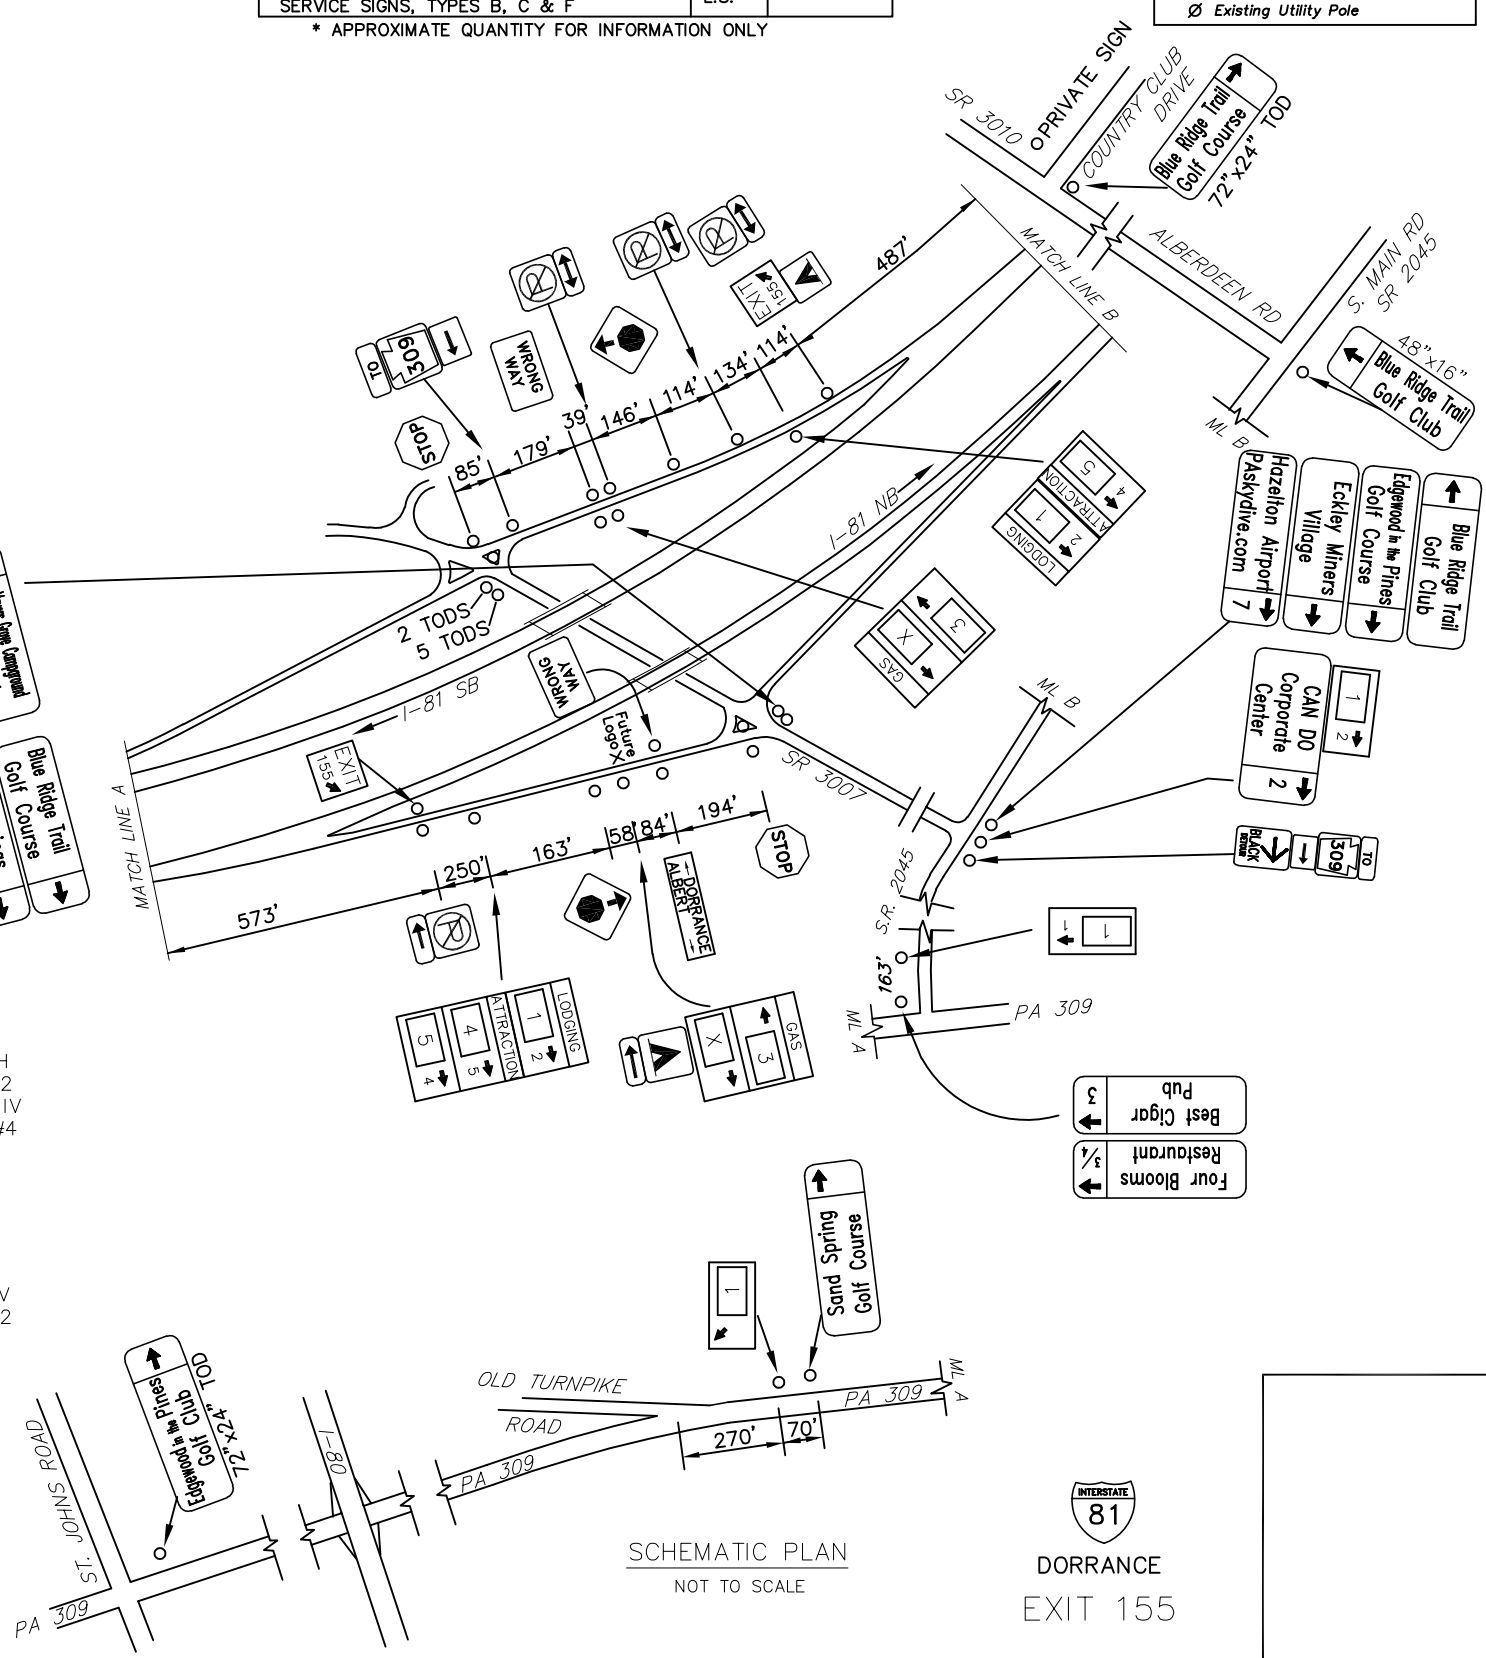 SERVICE SIGNS, TYPES B, C & F
* APPROXIMATE QUANTITY FOR INFORMATION ONLY
Ø Existing Utility Pole
SR 3010
PRIVATE SIGN
COUNTRY CLUB
DRIVE
Blue Ridge Trail
Golf Course
72"x24" TOD
MATCH LINE B
ALBERDEEN RD
S. MAIN RD
SR 2045
48"x16"
Blue Ridge Trail
Golf Club
ML B
487'
EXIT
155
114'
134'
114'
146'
39'
179'
85'
TO
309
STOP
WRONG
WAY
5
4
ATTRACTION
1
2
LODGING
3
X
GAS
I-81 NB
2 TODS
5 TODS
I-81 SB
WRONG
WAY
Future
Logo X
EXIT
155
MATCH LINE A
SR 3007
Hazelton Airport
PAskydive.com
7
Eckley Miners
Village
Edgewood in the Pines
Golf Course
Blue Ridge Trail
Golf Club
ML B
CAN DO
Corporate
Center
2
1
2
BLACK
309
TO
S.R. 2045
1
1
163'
ML A
PA 309
Best Cigar
Pub
3
Four Blooms
Restaurant
3/4
573'
250'
163'
58'
84'
194'
STOP
DORRANCE
ALBERT
LODGING
1
2
ATTRACTION
4
5
5
4
GAS
3
X
Blue Ridge Trail
Golf Course
H
2
IV
#4
V
2
1
Sand Spring
Golf Course
OLD TURNPIKE
ROAD
PA 309
ML A
270'
70'
PA 309
I-80
Edgewood in the Pines
Golf Club
72"x24" TOD
ST. JOHNS ROAD
PA 309
SCHEMATIC PLAN
NOT TO SCALE
INTERSTATE
81
DORRANCE
EXIT 155